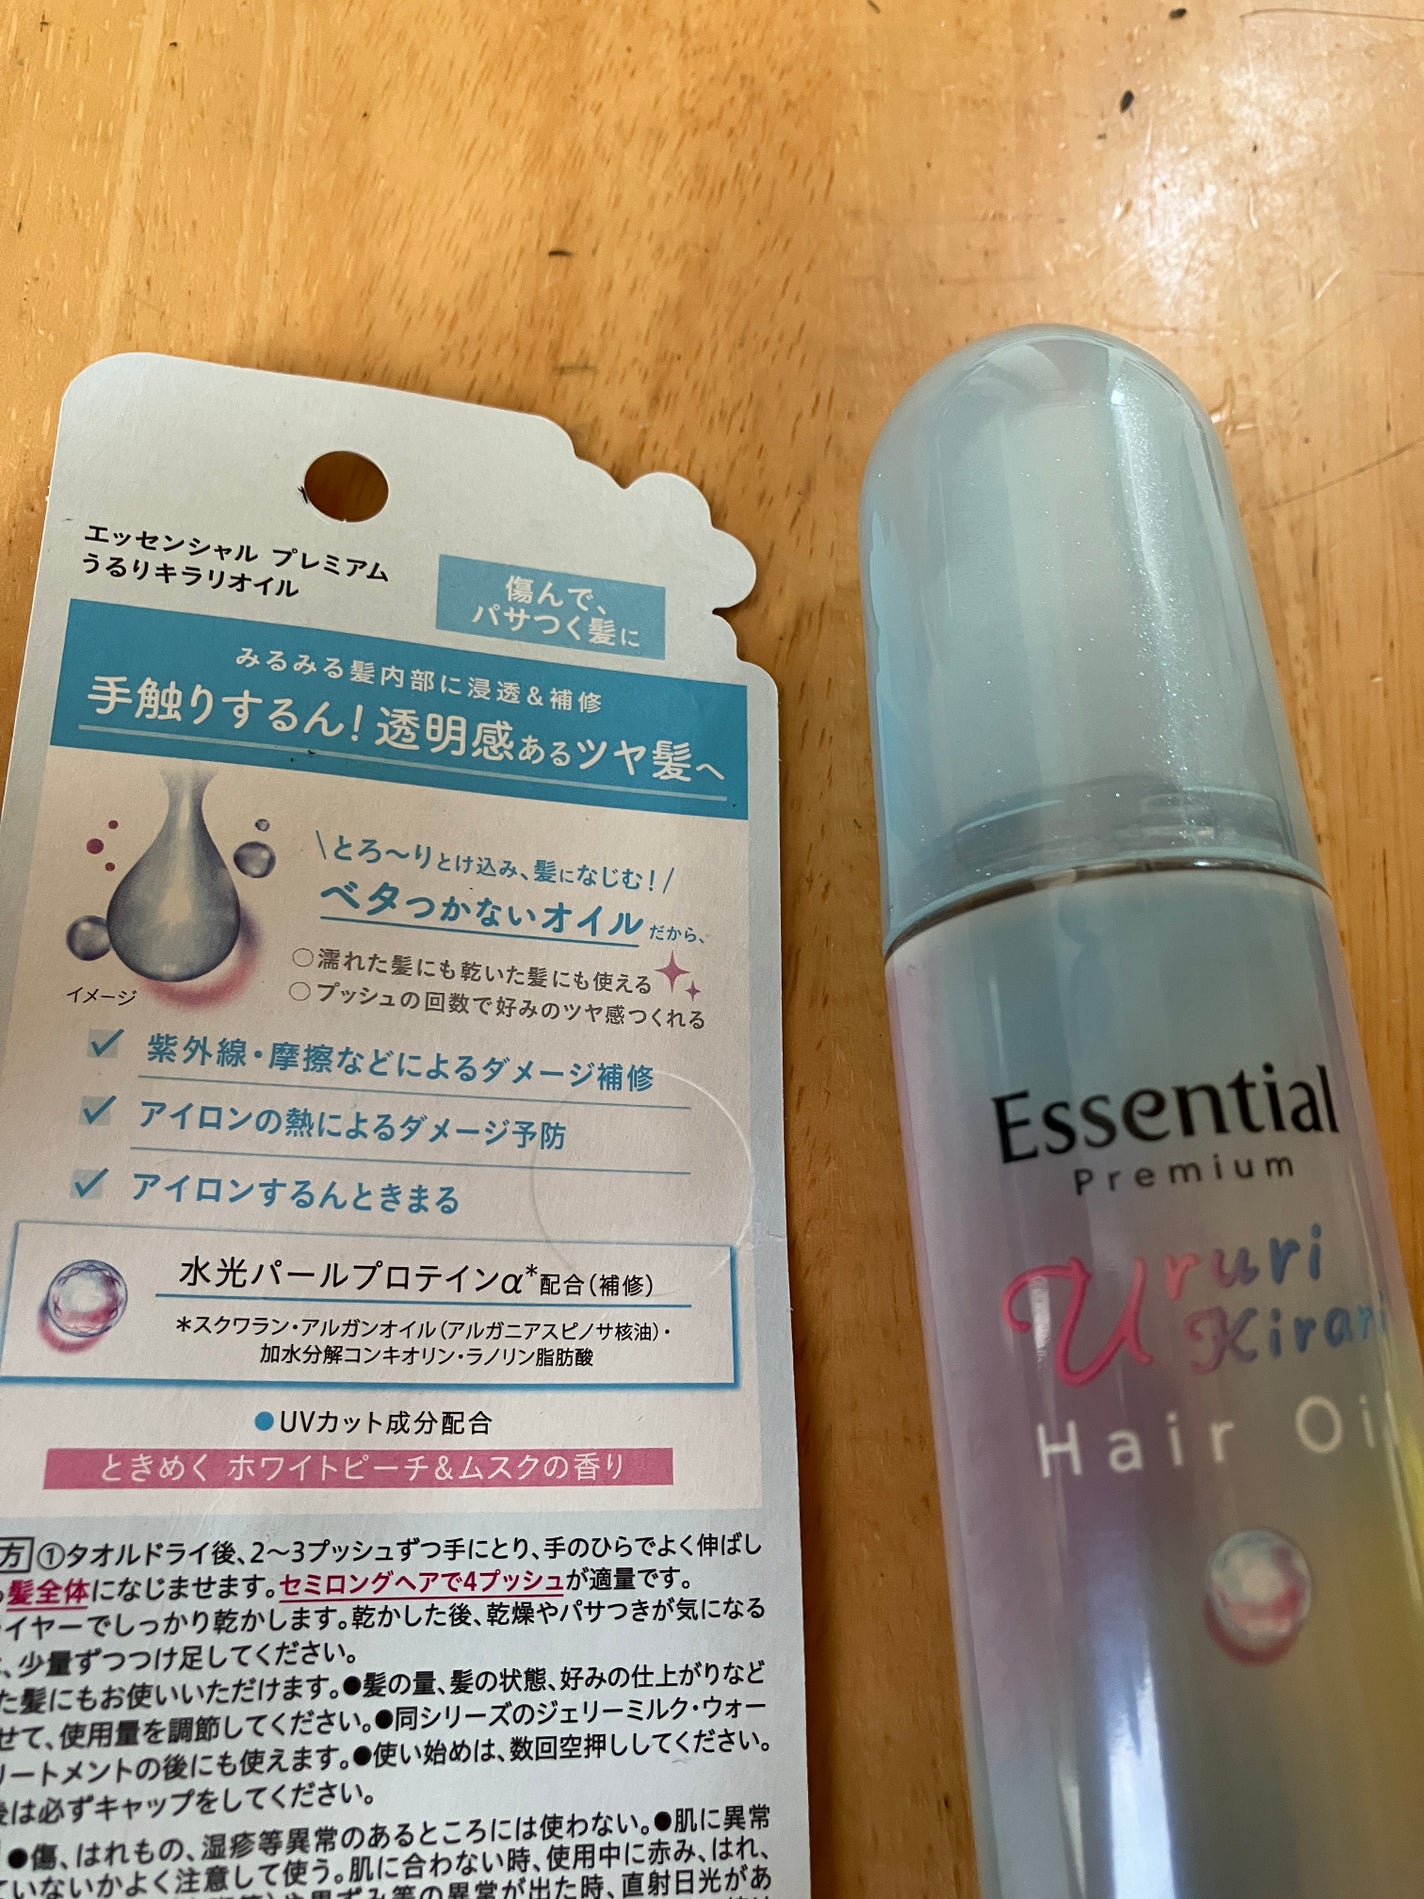 エッセンシャル プレミアム
うるりキラリオイル
傷んで、
パサつく髪に
みるみる髪内部に浸透&補修
手触りするん!透明感あるツヤ髪へ
\とろ〜りとけ込み、髪になじむ!/
ベタつかないオイルだから、
○濡れた髪にも乾いた髪にも使える
○プッシュの回数で好みのツヤ感つくれる
イメージ
✓紫外線・摩擦などによるダメージ補修
✓アイロンの熱によるダメージ予防
✓アイロンするんときまる
水光パールプロテインα*配合(補修)
*スクワラン・アルガンオイル(アルガニアスピノサ核油)・
加水分解コンキオリン・ラノリン脂肪酸
●UVカット成分配合
ときめく ホワイトピーチ&ムスクの香り
方 ①タオルドライ後、2〜3プッシュずつ手にとり、手のひらでよく伸ばし
髪全体になじませます。セミロングヘアで4プッシュが適量です。
イヤーでしっかり乾かします。乾かした後、乾燥やパサつきが気になる
、少量ずつつけ足してください。
た髪にもお使いいただけます。●髪の量、髪の状態、好みの仕上がりなど
せて、使用量を調節してください。●同シリーズのジェリーミルク・ウォー
リートメントの後にも使えます。●使い始めは、数回空押ししてください。
後は必ずキャップをしてください。
●傷、はれもの、湿疹等異常のあるところには使わない。●肌に異常
ていないかよく注意して使う。肌に合わない時、使用中に赤み、はれ、
や黒ずみ等の異常が出た時、直射日光があ
Essential
Premium
Ururi
Kirari
Hair Oi